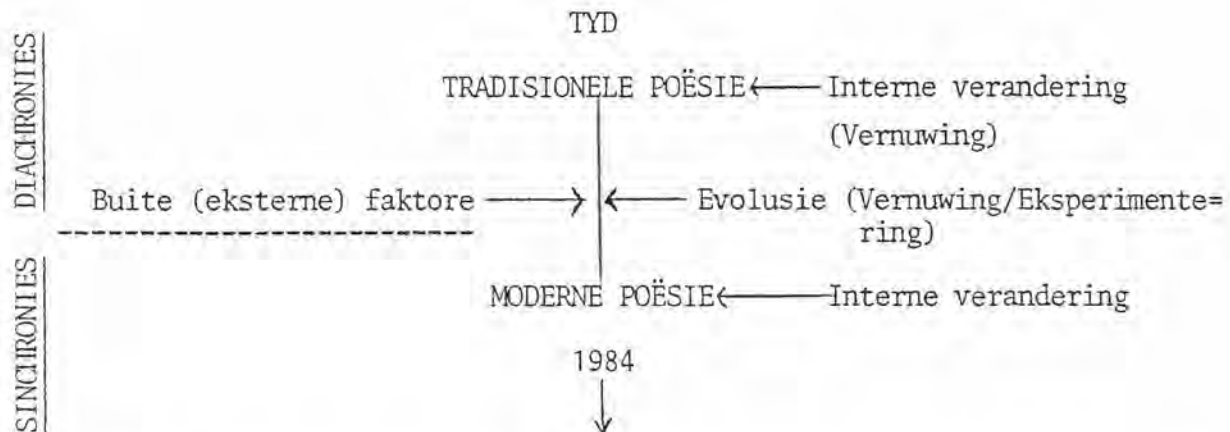 TYD
DIACHRONIES
TRADISIONELE POËSIE
Interne verandering
(Vernuwing)
Buite (eksterne) faktore
Evolusie (Vernuwing/Eksperimente=
ring)
SINCHRONIES
MODERNE POËSIE
Interne verandering
1984